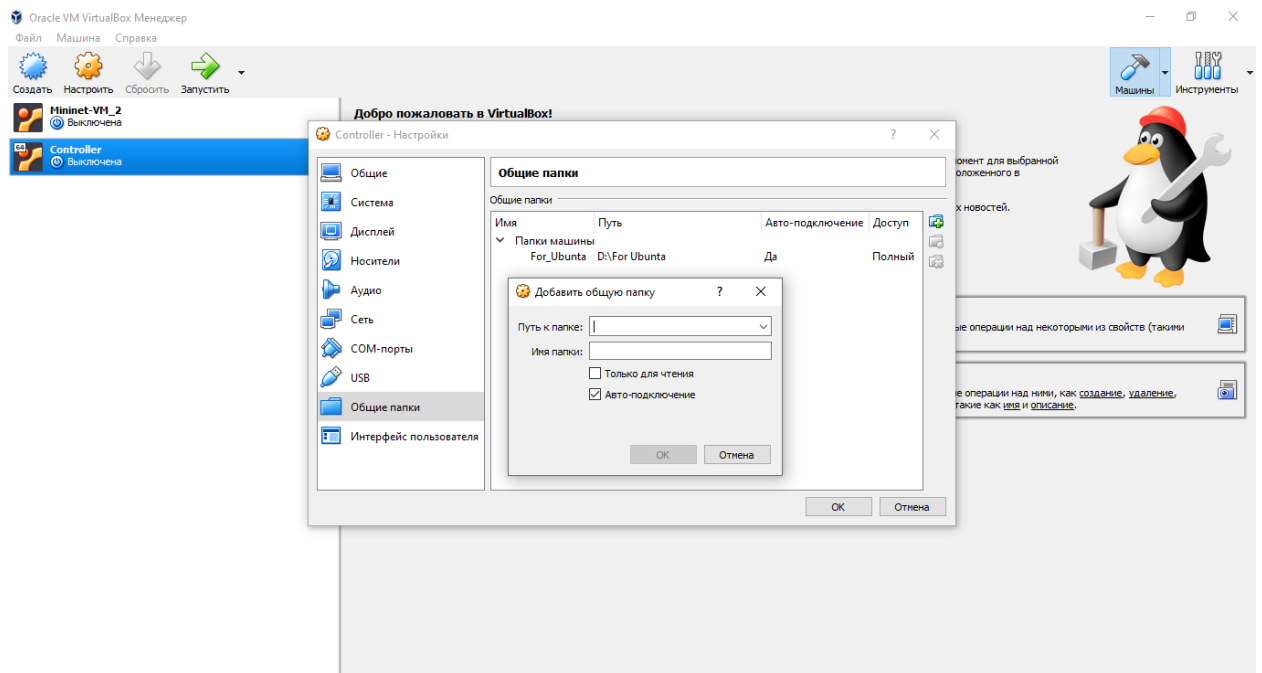 Oracle VM VirtualBox Менеджер
Файл Машина Справка
Создать Настроить Сбросить Запустить
Машины Инструменты
Mininet-VM_2
Выключена
64
Controller
Выключена
Добро пожаловать в VirtualBox!
омент для выбранной
оложенного в
х новостей.
ые операции над некоторыми из свойств (такими
е операции над ними, как создание, удаление,
такие как имя и описание.
Controller - Настройки
?
Общие
Система
Дисплей
Носители
Аудио
Сеть
COM-порты
USB
Общие папки
Интерфейс пользователя
Общие папки
Общие папки
Имя Путь Авто-подключение Доступ
Папки машины
For_Ubunta D:\For Ubunta Да Полный
Добавить общую папку ?
Путь к папке:
Имя папки:
Только для чтения
Авто-подключение
OK Отмена
OK Отмена